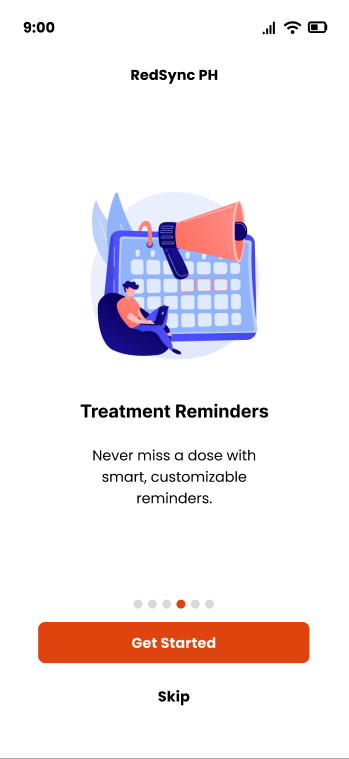 9:00
RedSync PH
Treatment Reminders
Never miss a dose with
smart, customizable
reminders.
Get Started
Skip